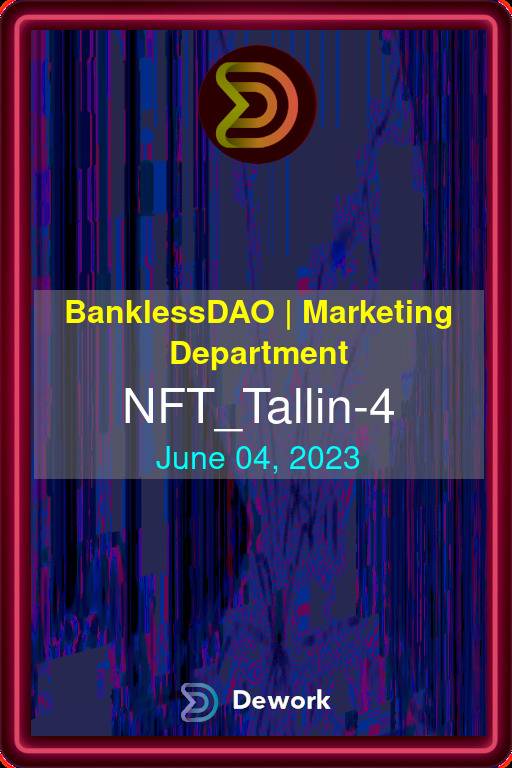 BanklessDAO | Marketing
Department
NFT_Tallin-4
June 04, 2023
Dework